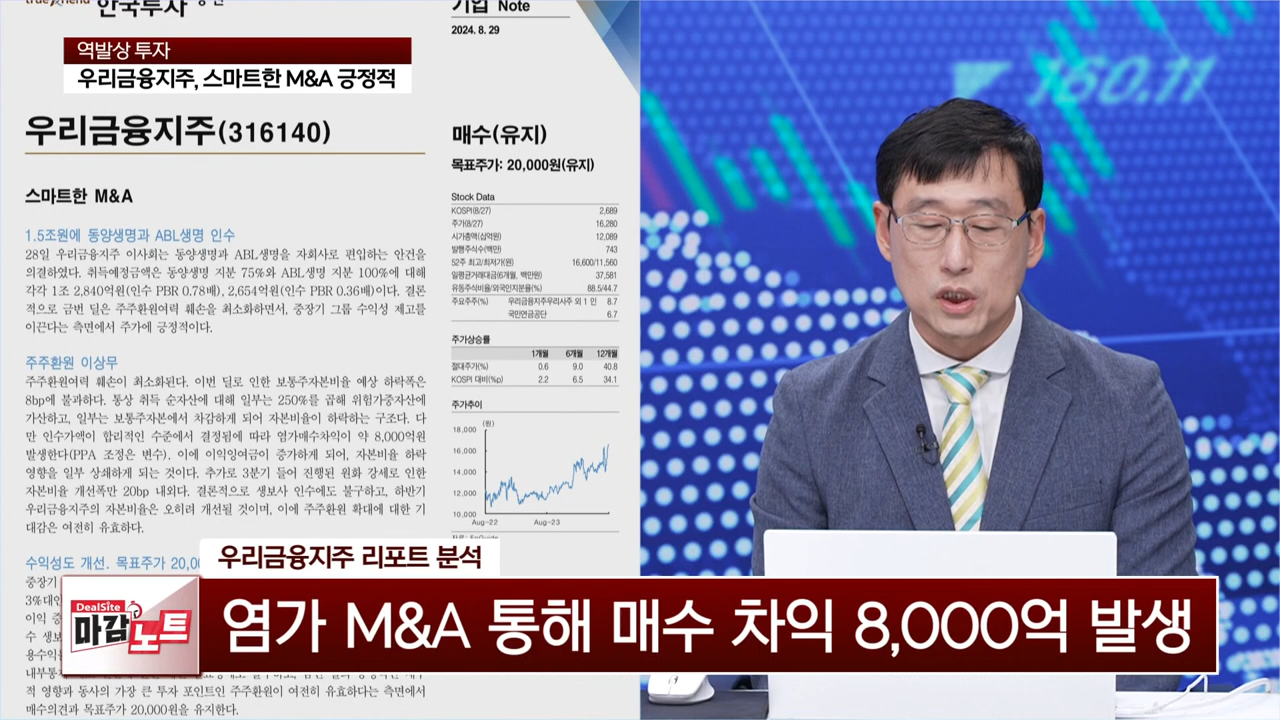 한국투자
기업 Note
2024. 8. 29
역발상 투자
우리금융지주, 스마트한 M&A 긍정적
우리금융지주(316140)
스마트한 M&A
1.5조원에 동양생명과 ABL생명 인수
28일 우리금융지주 이사회는 동양생명과 ABL생명을 자회사로 편입하는 안건을
의결하였다. 취득예정금액은 동양생명 지분 75%와 ABL생명 지분 100%에 대해
각각 1조 2,840억원(인수 PBR 0.78배), 2,654억원(인수 PBR 0.36배)이다. 결론
적으로 금번 딜은 주주환원여력 훼손을 최소화하면서, 중장기 그룹 수익성 제고를
이끈다는 측면에서 주가에 긍정적이다.
주주환원 이상무
주주환원여력 훼손이 최소화된다. 이번 딜로 인한 보통주자본비율 예상 하락폭은
8bp에 불과하다. 통상 취득 순자산에 대해 일부는 250%를 곱해 위험가중자산에
가산하고, 일부는 보통주자본에서 차감하게 되어 자본비율이 하락하는 구조다. 다
만 인수가액이 합리적인 수준에서 결정됨에 따라 염가매수차익이 약 8,000억원
발생한다(PPA 조정은 변수). 이에 이익잉여금이 증가하게 되어, 자본비율 하락
영향을 일부 상쇄하게 되는 것이다. 추가로 3분기 들어 진행된 원화 강세로 인한
자본비율 개선폭만 20bp 내외다. 결론적으로 생보사 인수에도 불구하고, 하반기
우리금융지주의 자본비율은 오히려 개선될 것이며, 이에 주주환원 확대에 대한 기
대감은 여전히 유효하다.
수익성도 개선. 목표주가 20,00
중장기
3%대인
이익 중
수 생보
용수익
내부통
적 영향과 동사의 가장 큰 투자 포인트인 주주환원이 여전히 유효하다는 측면에서
매수의견과 목표주가 20,000원을 유지한다.
매수(유지)
목표주가: 20,000원(유지)
Stock Data
KOSPI(8/27) 2,689
주가(8/27) 16,280
시가총액(십억원) 12,089
발행주식수(백만) 743
52주 최고/최저가(원) 16,600/11,560
일평균거래대금(6개월, 백만원) 37,581
유동주식비율/외국인지분율(%) 88.5/44.7
주요주주(%) 우리금융지주우리사주 외 1 인 8.7
국민연금공단 6.7
주가상승률
1개월 6개월 12개월
절대주가(%) 0.6 9.0 40.8
KOSPI 대비(%p) 2.2 6.5 34.1
주가추이
(원)
18,000
16,000
14,000
12,000
10,000
Aug-22 Aug-23
160.11
우리금융지주 리포트 분석
DealSite
마감노트
염가 M&A 통해 매수 차익 8,000억 발생